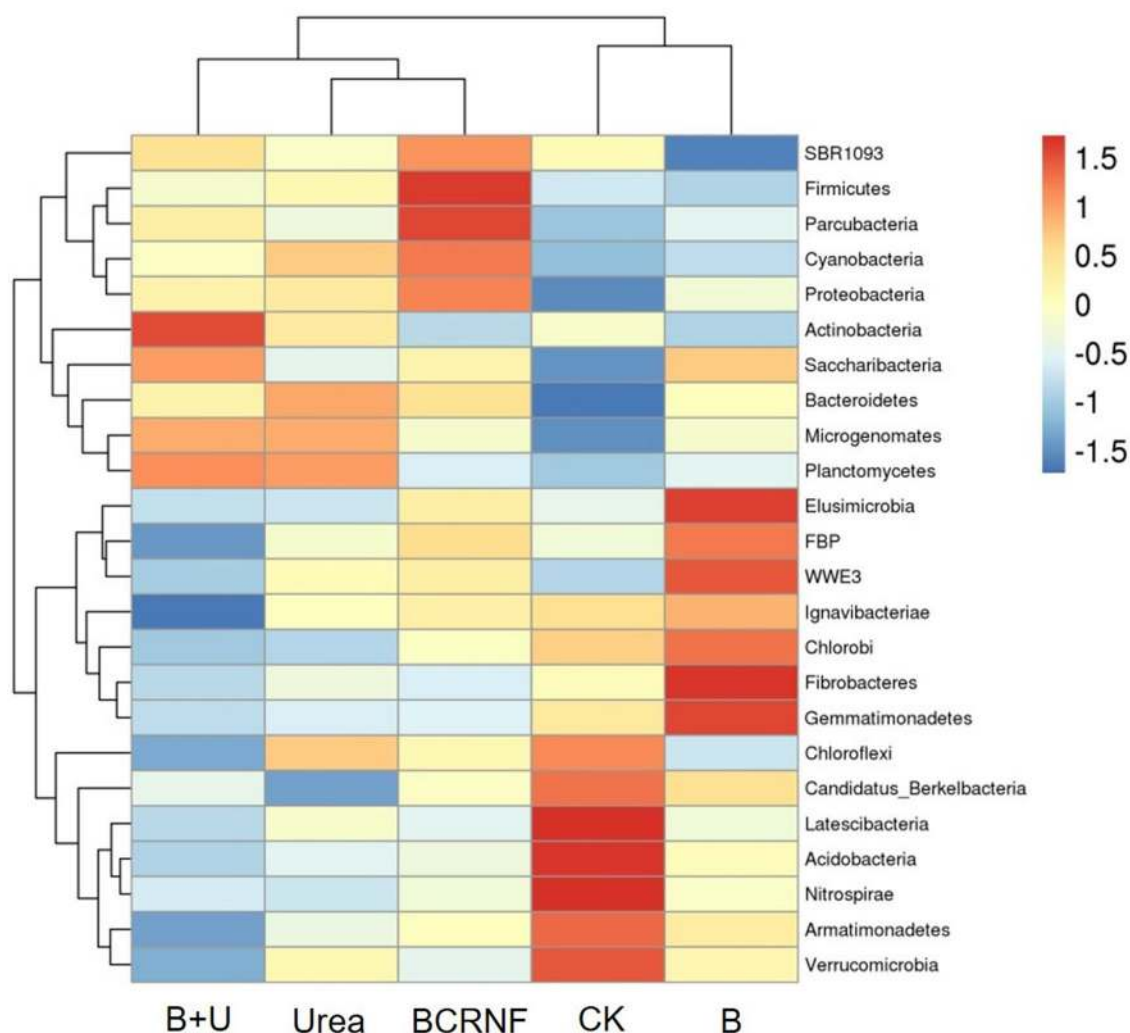 SBR1093
Firmicutes
Parcubacteria
Cyanobacteria
Proteobacteria
Actinobacteria
Saccharibacteria
Bacteroidetes
Microgenomates
Planctomycetes
Elusimicrobia
FBP
WWE3
Ignavibacteriae
Chlorobi
Fibrobacteres
Gemmatimonadetes
Chloroflexi
Candidatus_Berkelbacteria
Latescibacteria
Acidobacteria
Nitrospirae
Armatimonadetes
Verrucomicrobia
1.5
1
0.5
0
-0.5
-1
-1.5
B+U Urea BCRNF CK B